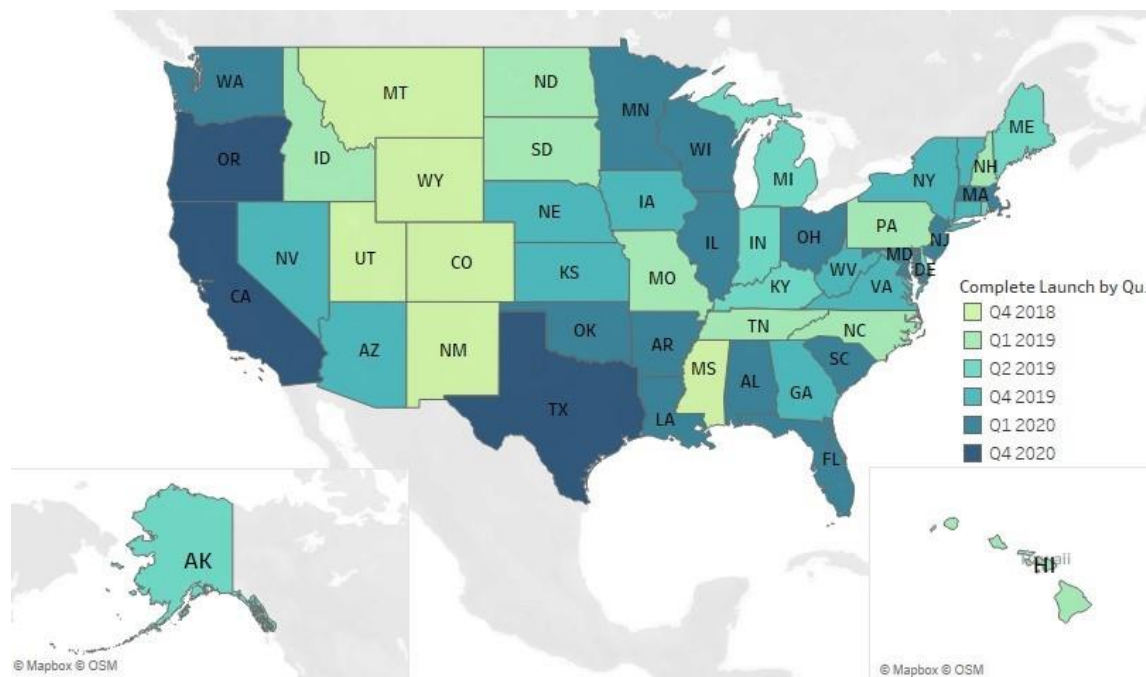 WA
MT
ND
MN
ME
OR
ID
SD
WI
NH
WY
MI
NY
MA
NE
IA
PA
NV
UT
CO
IL
IN
OH
NJ
MD
DE
WV
VA
CA
KS
MO
KY
Complete Launch by Qu.
Q4 2018
Q1 2019
Q2 2019
Q4 2019
Q1 2020
Q4 2020
AZ
NM
OK
AR
TN
NC
SC
MS
AL
GA
TX
LA
FL
AK
HI
© Mapbox © OSM
© Mapbox © OSM